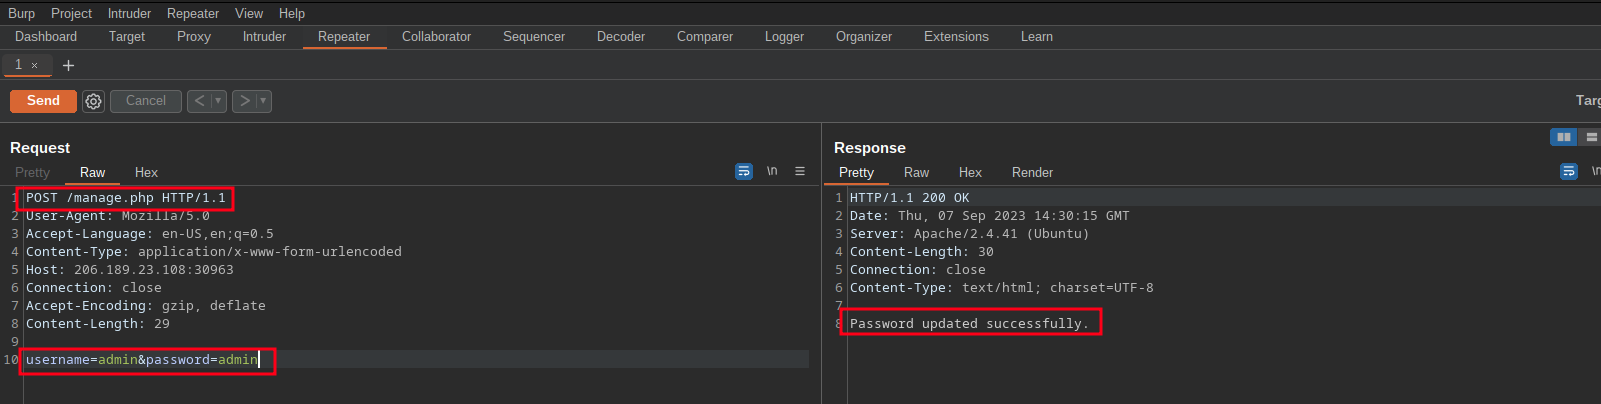 Burp Project Intruder Repeater View Help
Dashboard Target Proxy Intruder Repeater Collaborator Sequencer Decoder Comparer Logger Organizer Extensions Learn
1 × +
Send Cancel < ▾ > ▾
Request
Pretty Raw Hex \n ≡
1 POST /manage.php HTTP/1.1
2 User-Agent: Mozilla/5.0
3 Accept-Language: en-US,en;q=0.5
4 Content-Type: application/x-www-form-urlencoded
5 Host: 206.189.23.108:30963
6 Connection: close
7 Accept-Encoding: gzip, deflate
8 Content-Length: 29
9
10 username=admin&password=admin
Response
Pretty Raw Hex Render
1 HTTP/1.1 200 OK
2 Date: Thu, 07 Sep 2023 14:30:15 GMT
3 Server: Apache/2.4.41 (Ubuntu)
4 Content-Length: 30
5 Connection: close
6 Content-Type: text/html; charset=UTF-8
7
8 Password updated successfully.